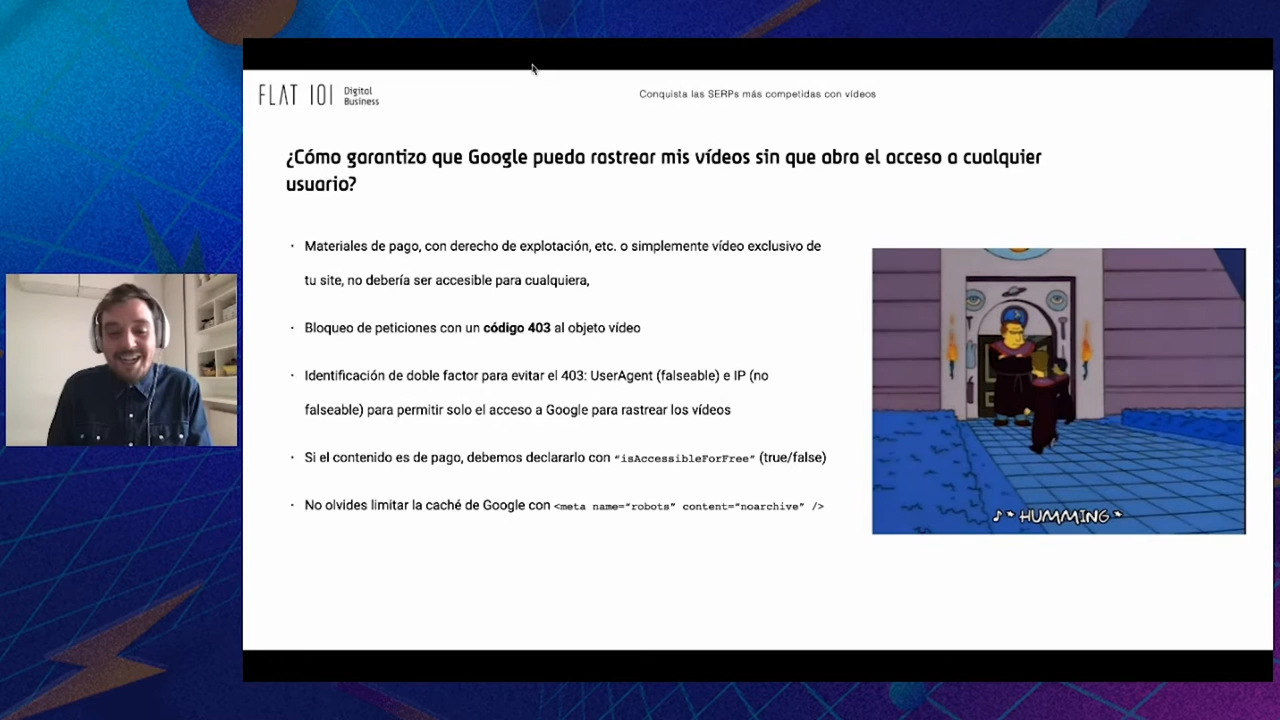 FLAT 101 Digital Business
Conquista las SERPs más competidas con vídeos
¿Cómo garantizo que Google pueda rastrear mis vídeos sin que abra el acceso a cualquier
usuario?
· Materiales de pago, con derecho de explotación, etc. o simplemente vídeo exclusivo de
tu site, no debería ser accesible para cualquiera,
· Bloqueo de peticiones con un código 403 al objeto vídeo
· Identificación de doble factor para evitar el 403: UserAgent (falseable) e IP (no
falseable) para permitir solo el acceso a Google para rastrear los vídeos
· Si el contenido es de pago, debemos declararlo con “isAccessibleForFree” (true/false)
· No olvides limitar la caché de Google con <meta name=“robots” content=“noarchive” />
♪ * HUMMING *